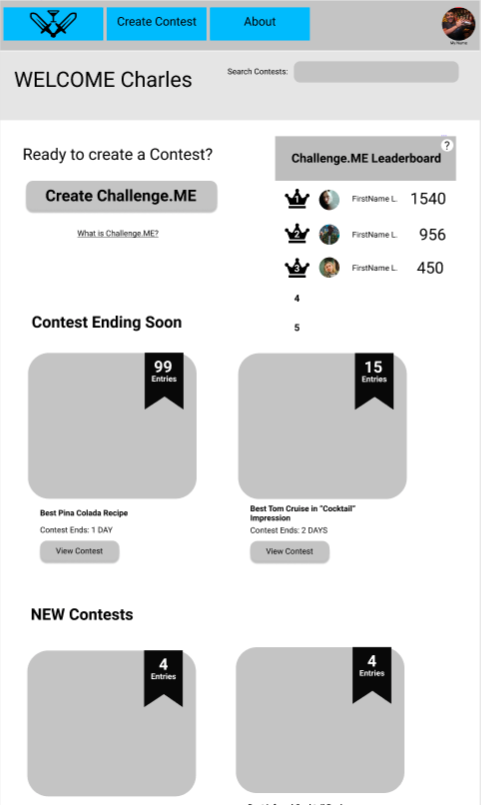 Create Contest
About
WELCOME Charles
Search Contests:
Ready to create a Contest?
Create Challenge.ME
What is Challenge.ME?
?
Challenge.ME Leaderboard
1 FirstName L. 1540
2 FirstName L. 956
3 FirstName L. 450
4
5
Contest Ending Soon
99
Entries
Best Pina Colada Recipe
Contest Ends: 1 DAY
View Contest
15
Entries
Best Tom Cruise in "Cocktail"
Impression
Contest Ends: 2 DAYS
View Contest
NEW Contests
4
Entries
4
Entries